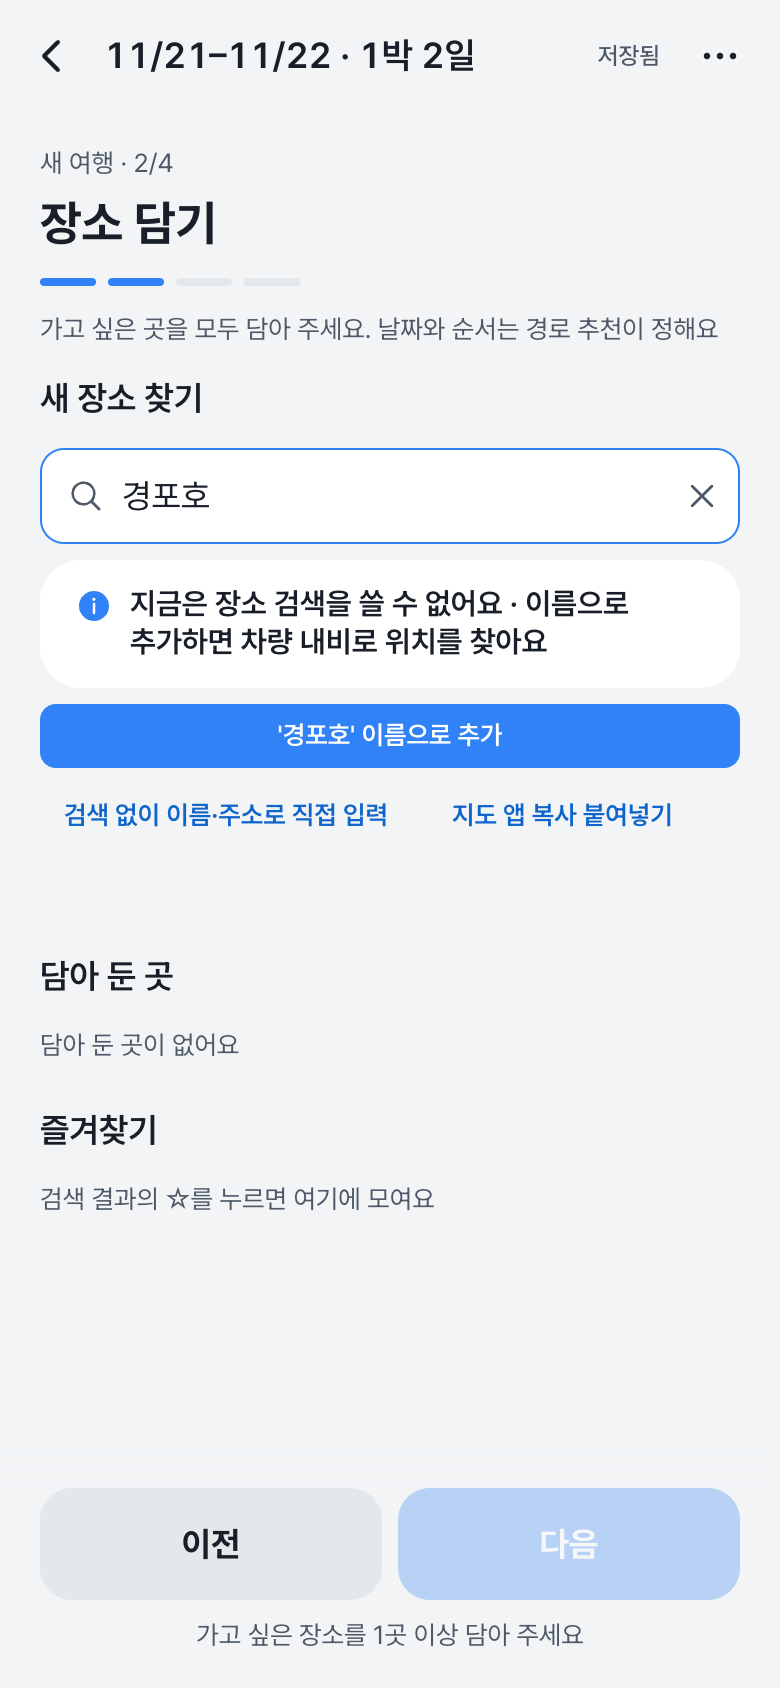 11/21–11/22 · 1박 2일
저장됨
새 여행 · 2/4
장소 담기
가고 싶은 곳을 모두 담아 주세요. 날짜와 순서는 경로 추천이 정해요
새 장소 찾기
경포호
지금은 장소 검색을 쓸 수 없어요 · 이름으로
추가하면 차량 내비로 위치를 찾아요
'경포호' 이름으로 추가
검색 없이 이름·주소로 직접 입력
지도 앱 복사 붙여넣기
담아 둔 곳
담아 둔 곳이 없어요
즐겨찾기
검색 결과의 ☆를 누르면 여기에 모여요
이전
다음
가고 싶은 장소를 1곳 이상 담아 주세요